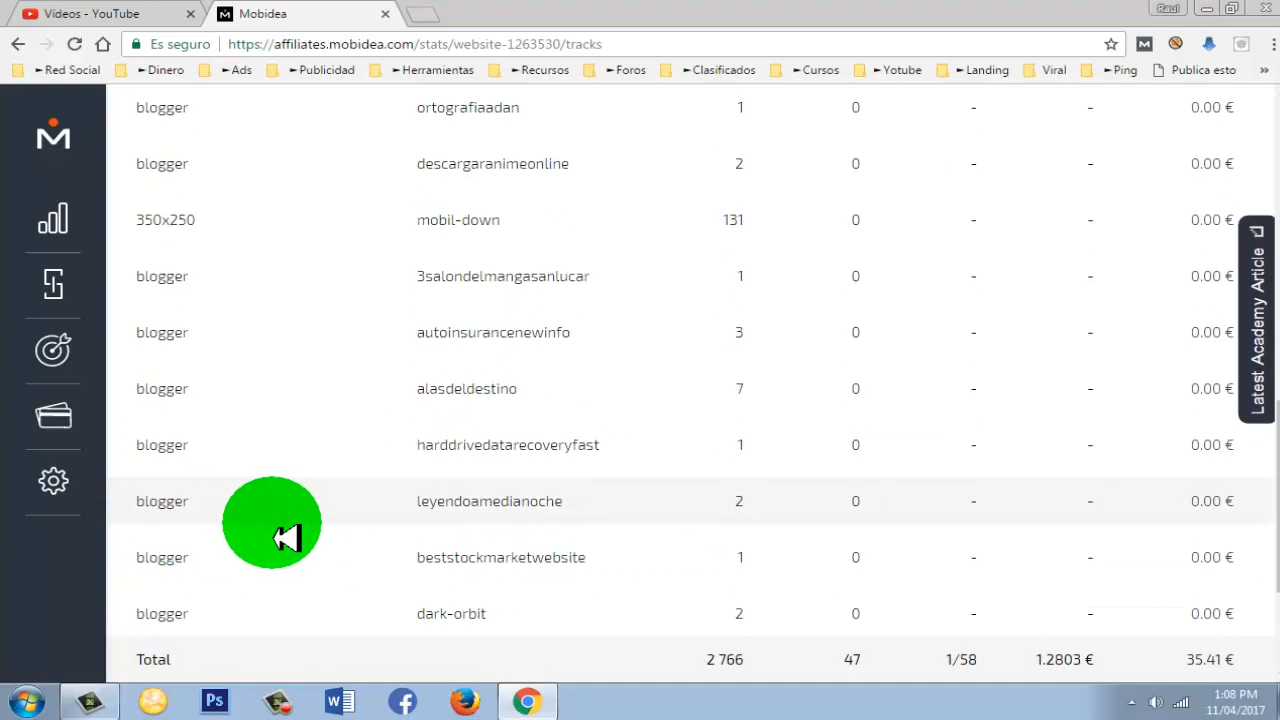 Videos - YouTube
Mobidea
Raul
Es seguro https://affiliates.mobidea.com/stats/website-1263530/tracks
Red Social Dinero Ads Publicidad Herramientas Recursos Foros Clasificados Cursos Yotube Landing Viral Ping Publica esto »
blogger ortografiaadan 1 0 - - 0.00 €
blogger descargaranimeonline 2 0 - - 0.00 €
350x250 mobil-down 131 0 - - 0.00 €
blogger 3salondelmangasanlucar 1 0 - - 0.00 €
blogger autoinsurancenewinfo 3 0 - - 0.00 €
blogger alasdeldestino 7 0 - - 0.00 €
blogger harddrivedatarecoveryfast 1 0 - - 0.00 €
blogger leyendoamedianoche 2 0 - - 0.00 €
blogger beststockmarketwebsite 1 0 - - 0.00 €
blogger dark-orbit 2 0 - - 0.00 €
Total 2 766 47 1/58 1.2803 € 35.41 €
Latest Academy Article
Ps
W
1:08 PM
11/04/2017